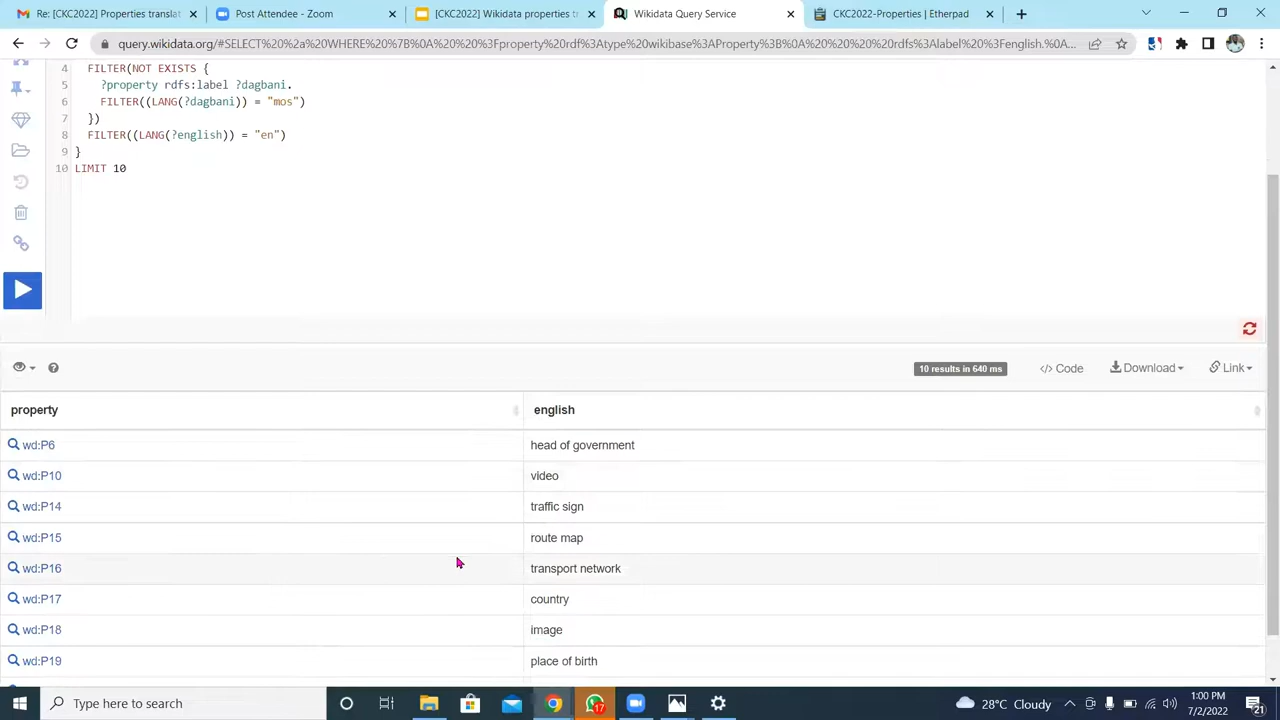 Re: [CKC2022] Properties translat
Post Attendee - Zoom
[CKC2022] Wikidata properties tr
Wikidata Query Service
CKC2022-Properties | Etherpad
query.wikidata.org/#SELECT%20%2a%20WHERE%20%7B%0A%20%20%3Fproperty%20rdf%3Atype%20wikibase%3AProperty%3B%0A%20%20%20%20rdfs%3Alabel%20%3Fenglish.%0A...
4 FILTER(NOT EXISTS {
5 ?property rdfs:label ?dagbani.
6 FILTER((LANG(?dagbani)) = "mos")
7 })
8 FILTER((LANG(?english)) = "en")
9 }
10 LIMIT 10
10 results in 640 ms
</> Code
Download
Link
property english
wd:P6 head of government
wd:P10 video
wd:P14 traffic sign
wd:P15 route map
wd:P16 transport network
wd:P17 country
wd:P18 image
wd:P19 place of birth
Type here to search
17
28°C Cloudy
1:00 PM
7/2/2022
21